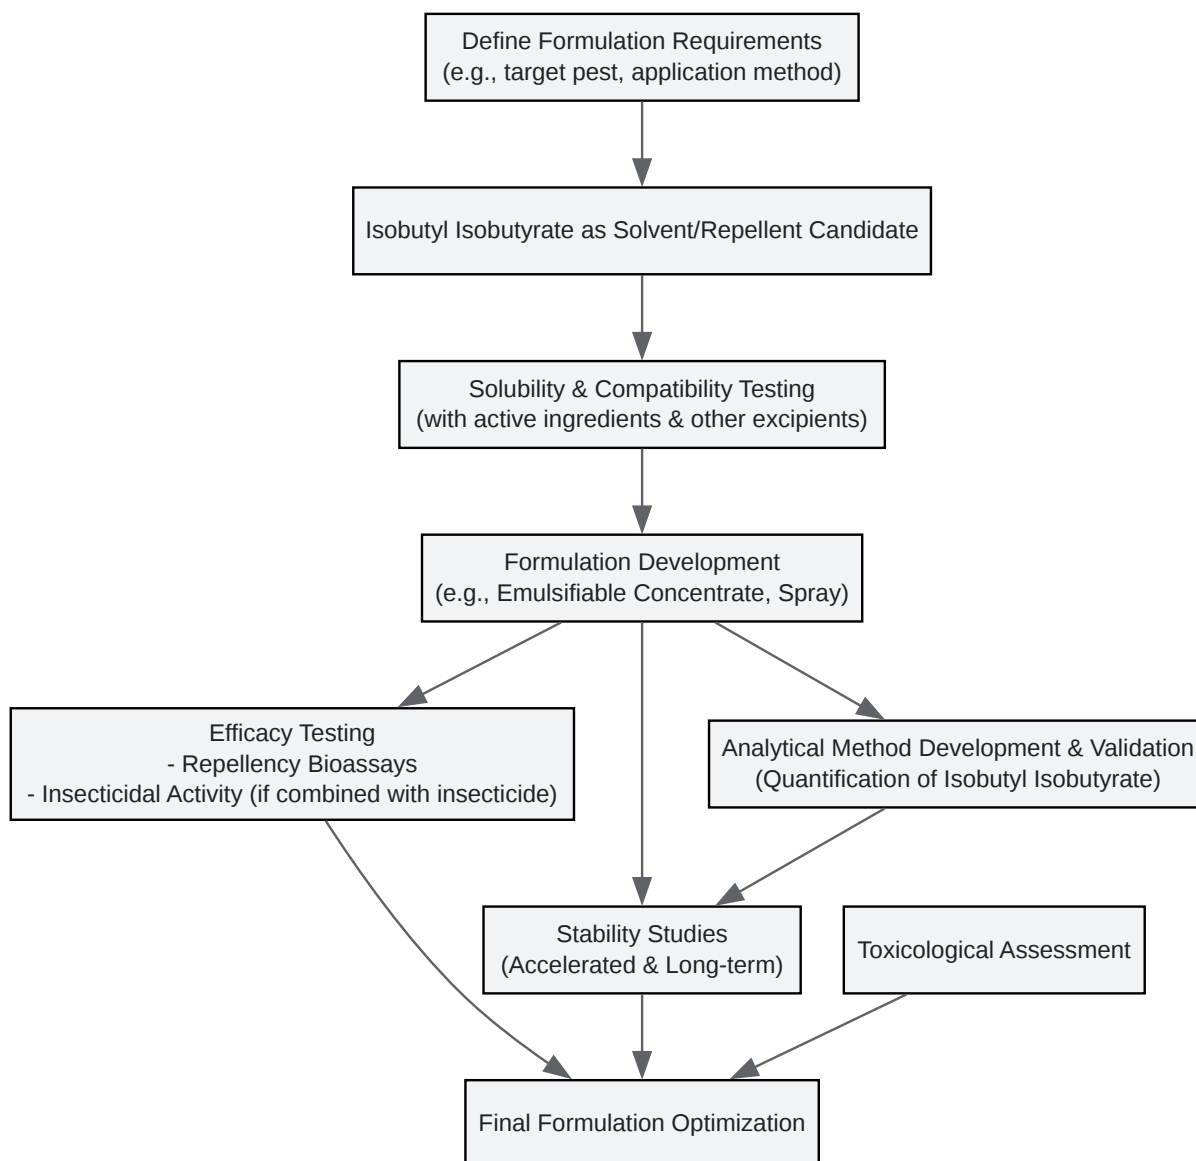 Define Formulation Requirements
(e.g., target pest, application method)
Isobutyl Isobutyrate as Solvent/Repellent Candidate
Solubility & Compatibility Testing
(with active ingredients & other excipients)
Formulation Development
(e.g., Emulsifiable Concentrate, Spray)
Efficacy Testing
- Repellency Bioassays
- Insecticidal Activity (if combined with insecticide)
Analytical Method Development & Validation
(Quantification of Isobutyl Isobutyrate)
Stability Studies
(Accelerated & Long-term)
Toxicological Assessment
Final Formulation Optimization